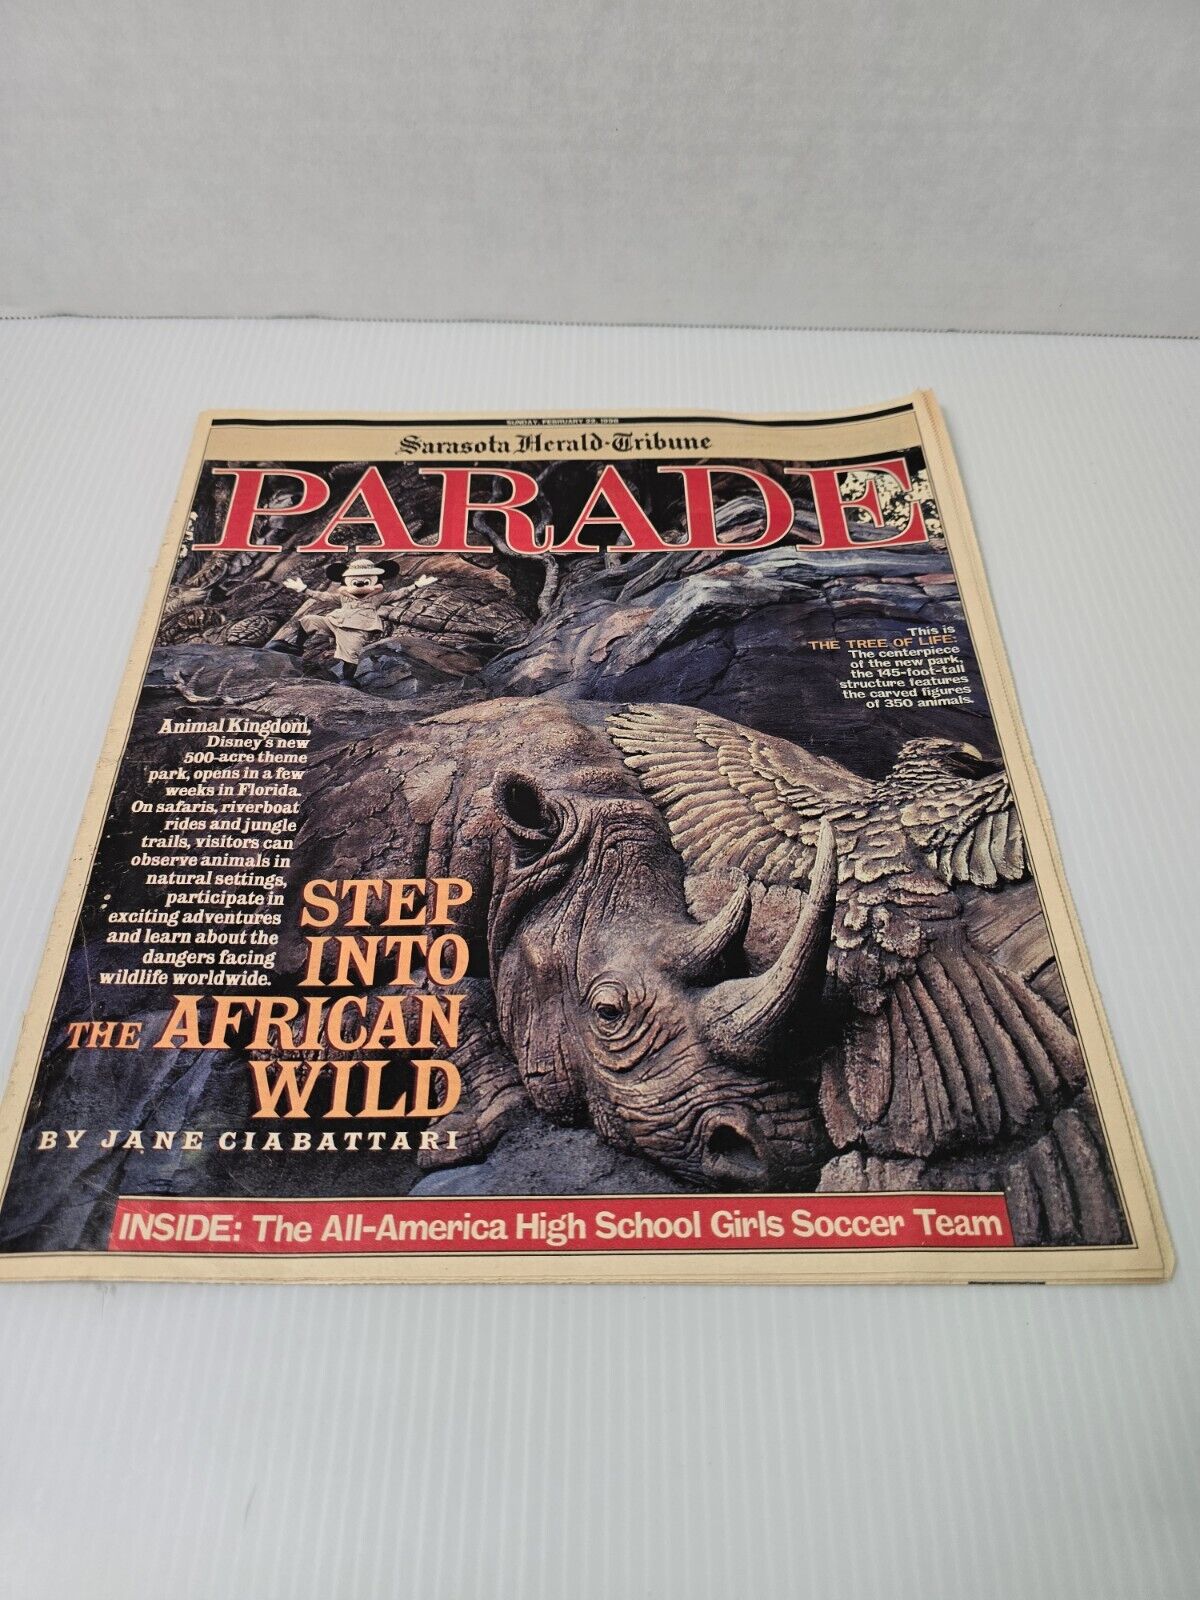 SUNDAY, FEBRUARY 22, 1998
Sarasota Herald-Tribune
PARADE
This is
THE TREE OF LIFE:
The centerpiece
of the new park,
the 145-foot-tall
structure features
the carved figures
of 350 animals.
Animal Kingdom,
Disney's new
500-acre theme
park, opens in a few
weeks in Florida.
On safaris, riverboat
rides and jungle
trails, visitors can
observe animals in
natural settings,
participate in
exciting adventures
and learn about the
dangers facing
wildlife worldwide.
STEP
INTO
THE AFRICAN
WILD
BY JANE CIABATTARI
INSIDE: The All-America High School Girls Soccer Team